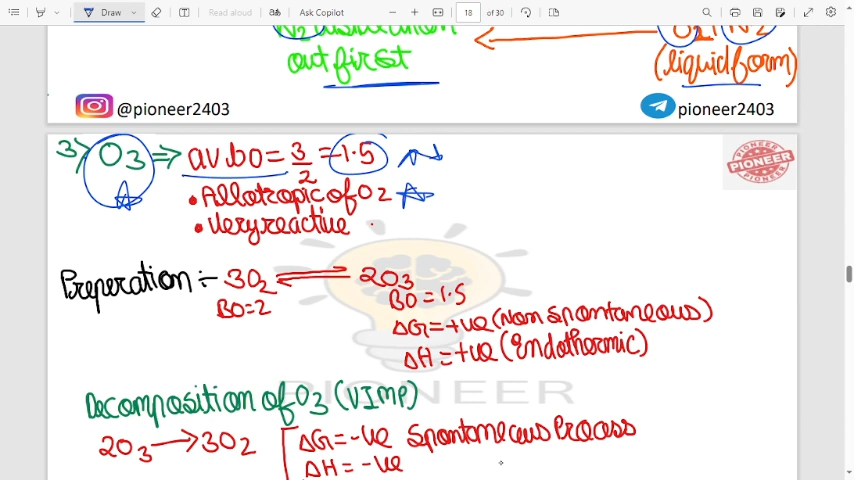 Draw
Read aloud
Ask Copilot
18 of 30
out first
(liquid form)
@pioneer2403
pioneer2403
3) O3 => av.bo = 3/2 = 1.5
• Allotropic of O2
• Very reactive
PIONEER
Preperation :- 3O2 ⇌ 2O3
BO=2
BO = 1.5
ΔG = +ve (Non Spontaneous)
ΔH = +ve (Endothermic)
PIONEER
Decomposition of O3 (VIMP)
2O3 → 3O2 [ ΔG = -ve Spontaneous Process
ΔH = -ve